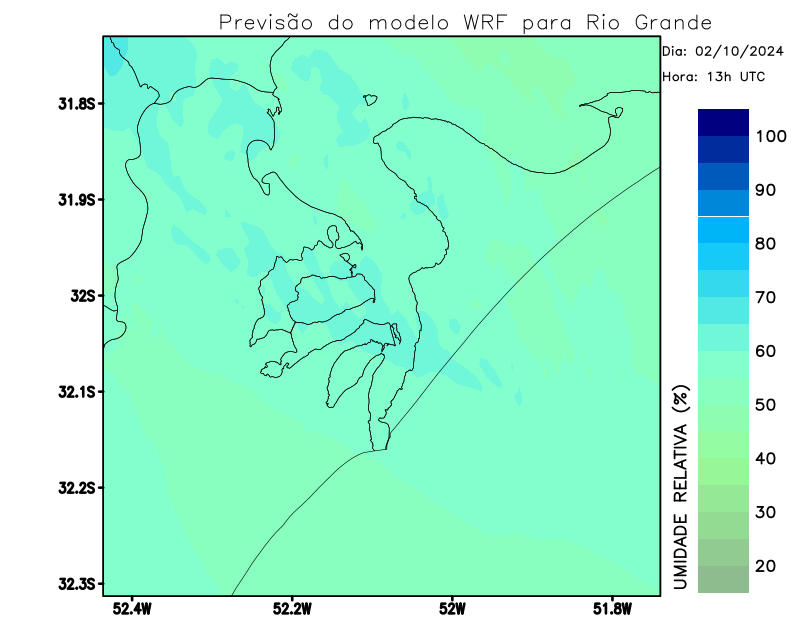 Previsão do modelo WRF para Rio Grande
Dia: 02/10/2024
Hora: 13h UTC
31.8S
31.9S
32S
32.1S
32.2S
32.3S
52.4W
52.2W
52W
51.8W
UMIDADE RELATIVA (%)
100
90
80
70
60
50
40
30
20